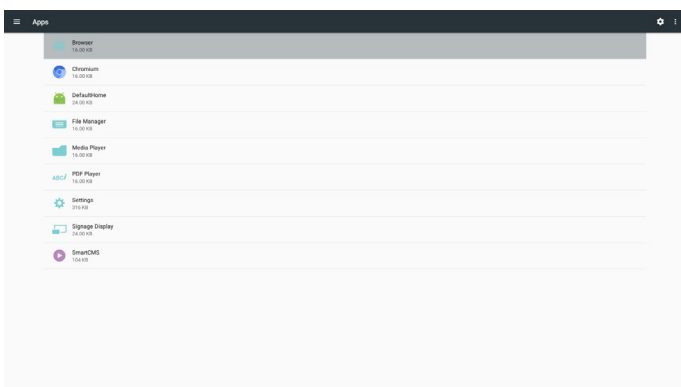 Apps
Browser
16.00 KB
Chromium
16.00 KB
DefaultHome
24.00 KB
File Manager
16.00 KB
Media Player
16.00 KB
ABC
PDF Player
16.00 KB
Settings
316 KB
Signage Display
24.00 KB
SmartCMS
104 KB